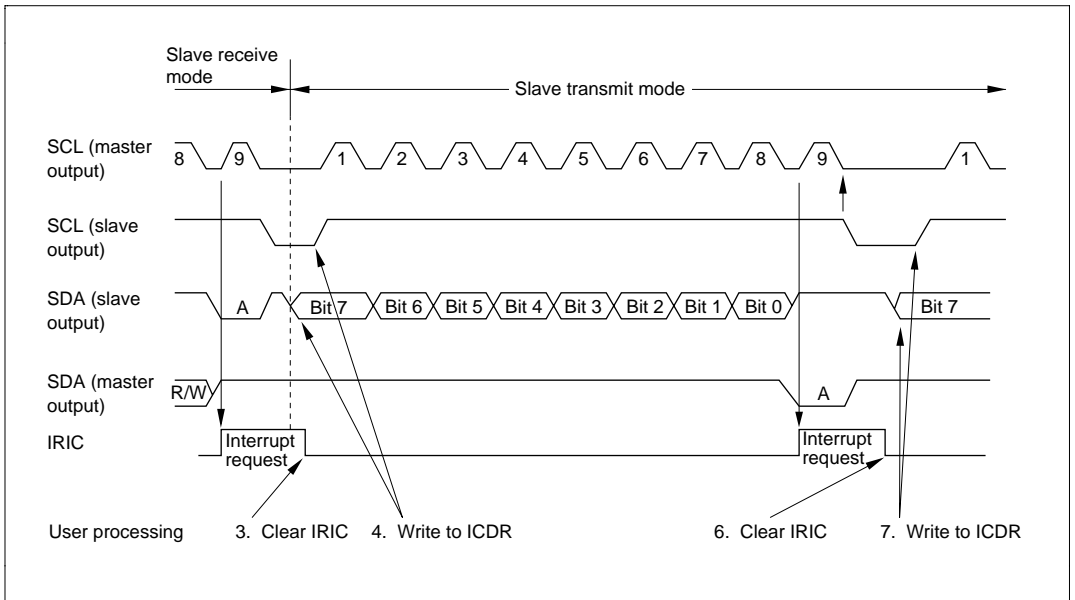 Slave receive
mode
Slave transmit mode
SCL (master
output)
8 9 1 2 3 4 5 6 7 8 9 1
SCL (slave
output)
SDA (slave
output)
A Bit 7 Bit 6 Bit 5 Bit 4 Bit 3 Bit 2 Bit 1 Bit 0 Bit 7
SDA (master
output)
R/W A
IRIC
Interrupt
request
Interrupt
request
User processing 3. Clear IRIC 4. Write to ICDR 6. Clear IRIC 7. Write to ICDR